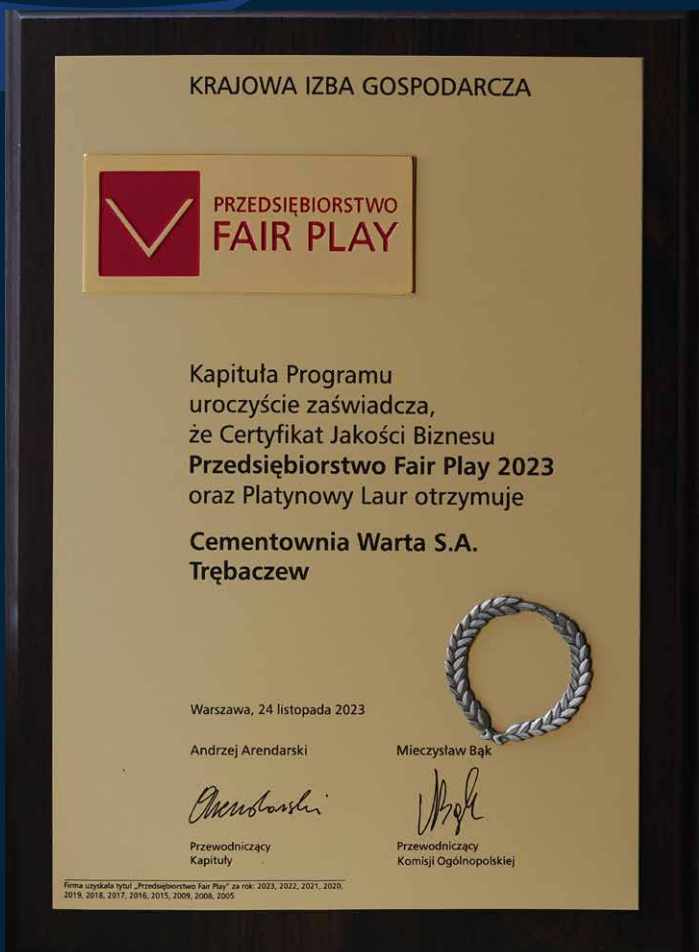 KRAJOWA IZBA GOSPODARCZA
PRZEDSIĘBIORSTWO
FAIR PLAY
Kapituła Programu
uroczyście zaświadcza,
że Certyfikat Jakości Biznesu
Przedsiębiorstwo Fair Play 2023
oraz Platynowy Laur otrzymuje
Cementownia Warta S.A.
Trębaczew
Warszawa, 24 listopada 2023
Andrzej Arendarski
Mieczysław Bąk
Arendarski
MBąk
Przewodniczący
Kapituły
Przewodniczący
Komisji Ogólnopolskiej
Firma uzyskała tytuł „Przedsiębiorstwo Fair Play” za rok: 2023, 2022, 2021, 2020,
2019, 2018, 2017, 2016, 2015, 2009, 2008, 2005